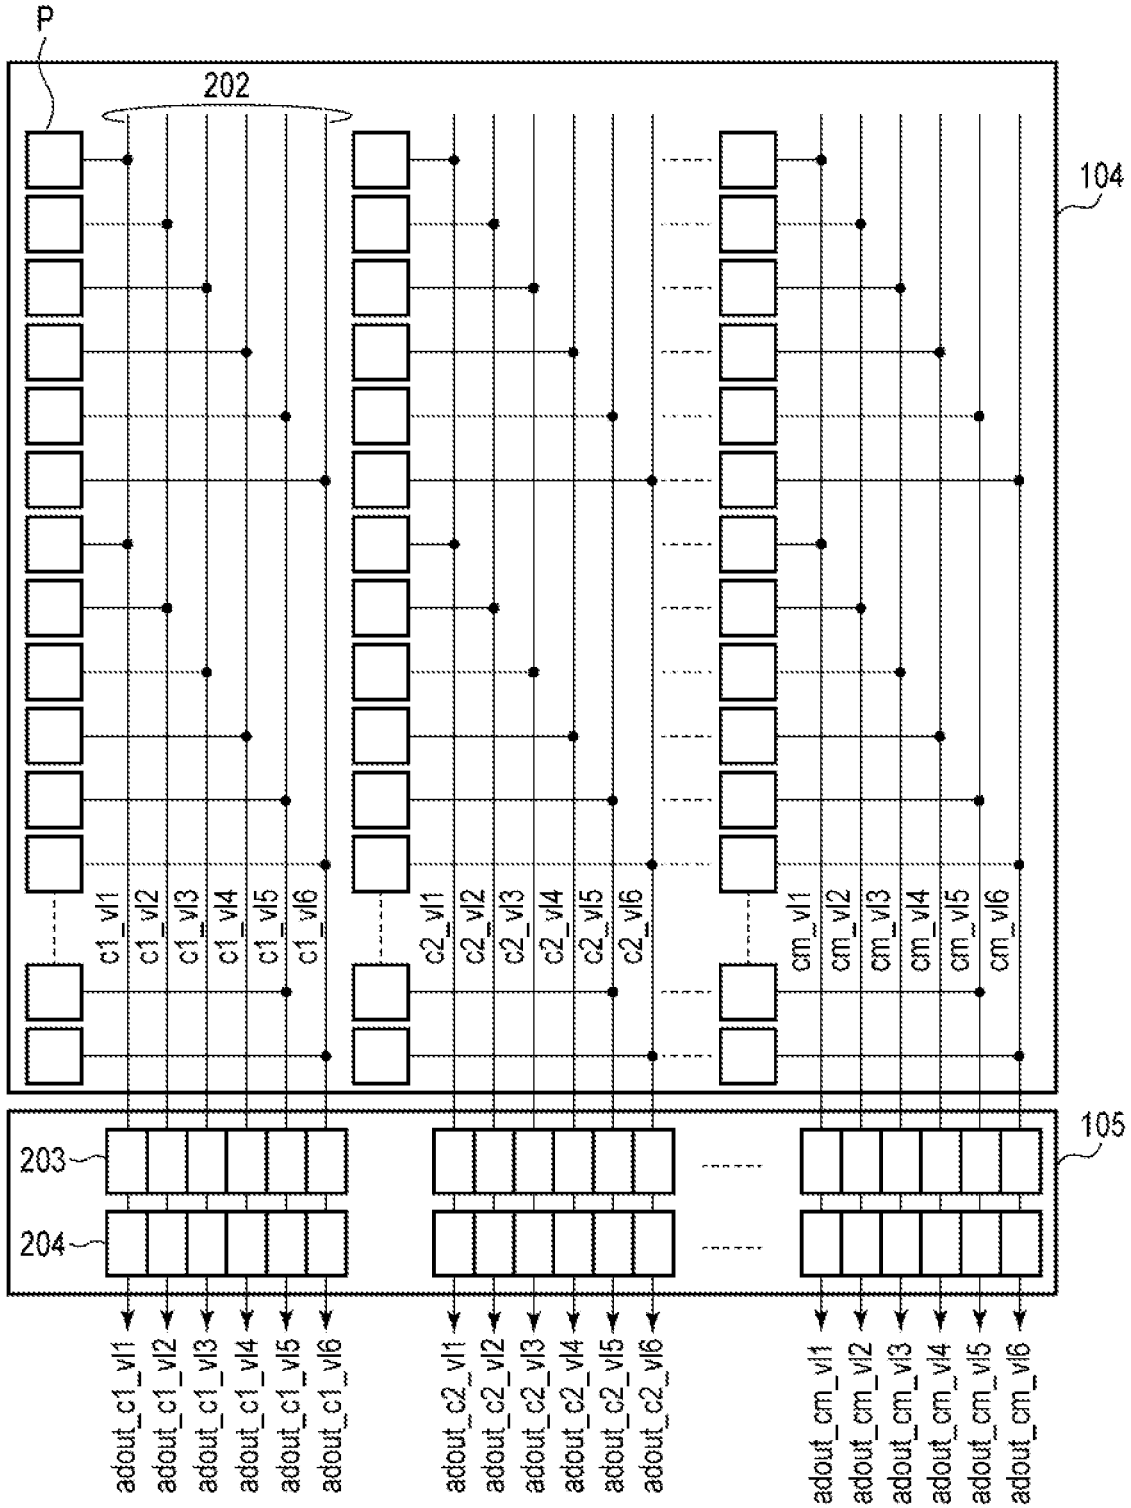 P
202
104
c1_vl1
c1_vl2
c1_vl3
c1_vl4
c1_vl5
c1_vl6
c2_vl1
c2_vl2
c2_vl3
c2_vl4
c2_vl5
c2_vl6
cm_vl1
cm_vl2
cm_vl3
cm_vl4
cm_vl5
cm_vl6
105
203
204
adout_c1_vl1
adout_c1_vl2
adout_c1_vl3
adout_c1_vl4
adout_c1_vl5
adout_c1_vl6
adout_c2_vl1
adout_c2_vl2
adout_c2_vl3
adout_c2_vl4
adout_c2_vl5
adout_c2_vl6
adout_cm_vl1
adout_cm_vl2
adout_cm_vl3
adout_cm_vl4
adout_cm_vl5
adout_cm_vl6